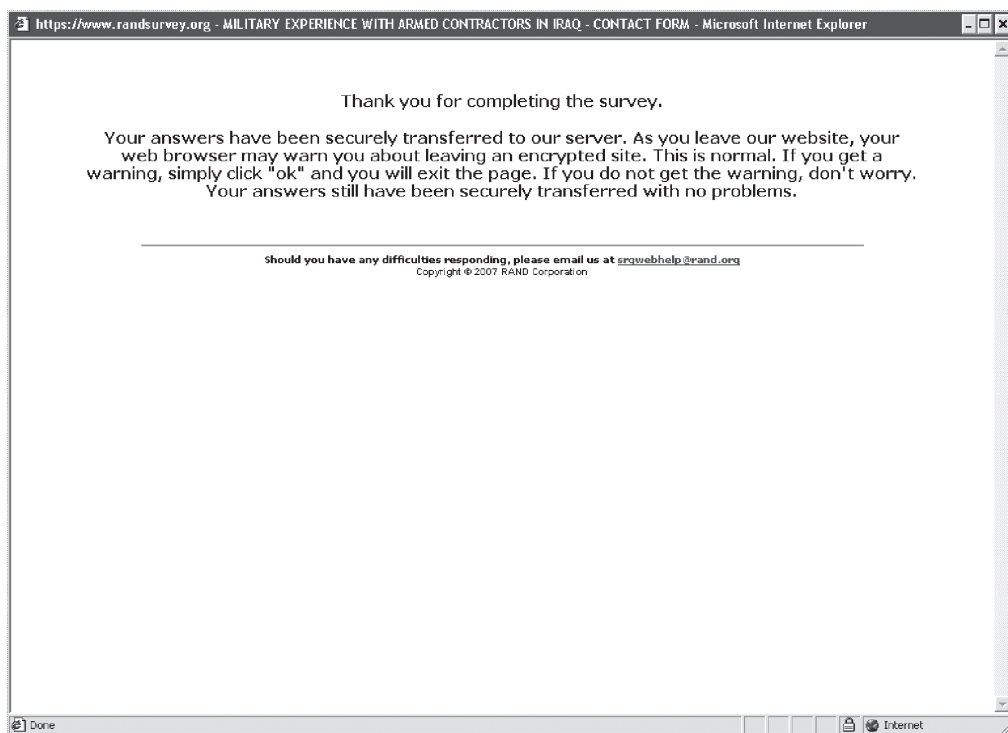 https://www.randsurvey.org - MILITARY EXPERIENCE WITH ARMED CONTRACTORS IN IRAQ - CONTACT FORM - Microsoft Internet Explorer
Thank you for completing the survey.
Your answers have been securely transferred to our server. As you leave our website, your
web browser may warn you about leaving an encrypted site. This is normal. If you get a
warning, simply click "ok" and you will exit the page. If you do not get the warning, don't worry.
Your answers still have been securely transferred with no problems.
Should you have any difficulties responding, please email us at srgwebhelp@rand.org
Copyright © 2007 RAND Corporation
Done
Internet